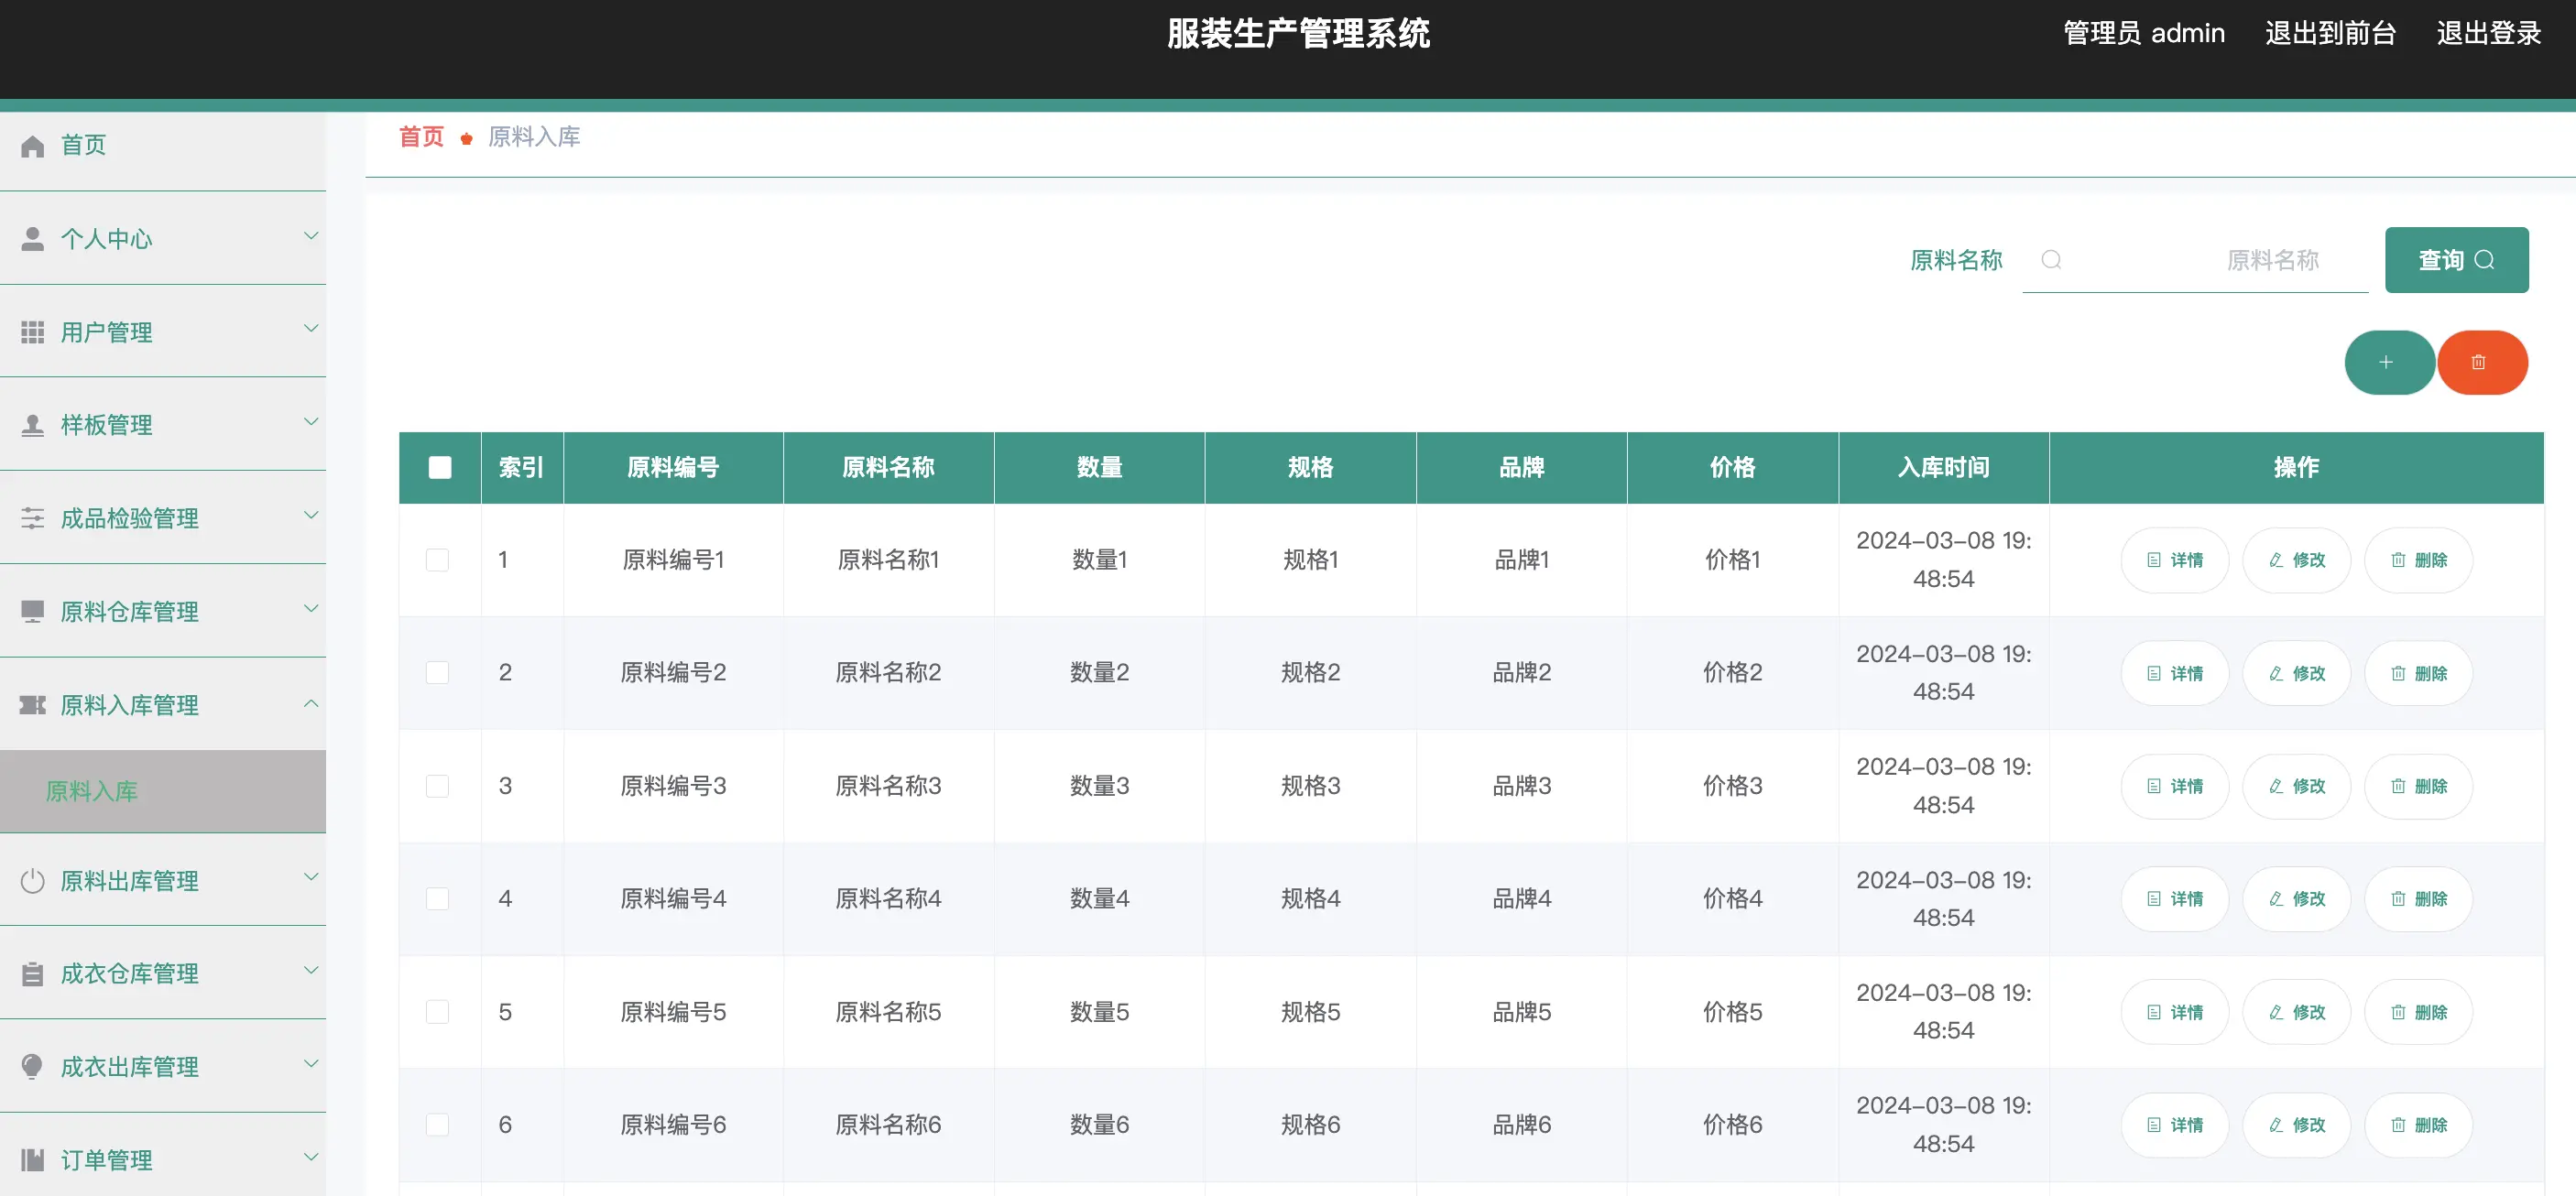 服装生产管理系统
管理员 admin 退出到前台 退出登录
首页
个人中心
用户管理
样板管理
成品检验管理
原料仓库管理
原料入库管理
原料入库
原料出库管理
成衣仓库管理
成衣出库管理
订单管理
首页 原料入库
原料名称 原料名称 查询
索引 原料编号 原料名称 数量 规格 品牌 价格 入库时间 操作
1 原料编号1 原料名称1 数量1 规格1 品牌1 价格1 2024-03-08 19:
48:54 详情 修改 删除
2 原料编号2 原料名称2 数量2 规格2 品牌2 价格2 2024-03-08 19:
48:54 详情 修改 删除
3 原料编号3 原料名称3 数量3 规格3 品牌3 价格3 2024-03-08 19:
48:54 详情 修改 删除
4 原料编号4 原料名称4 数量4 规格4 品牌4 价格4 2024-03-08 19:
48:54 详情 修改 删除
5 原料编号5 原料名称5 数量5 规格5 品牌5 价格5 2024-03-08 19:
48:54 详情 修改 删除
6 原料编号6 原料名称6 数量6 规格6 品牌6 价格6 2024-03-08 19:
48:54 详情 修改 删除